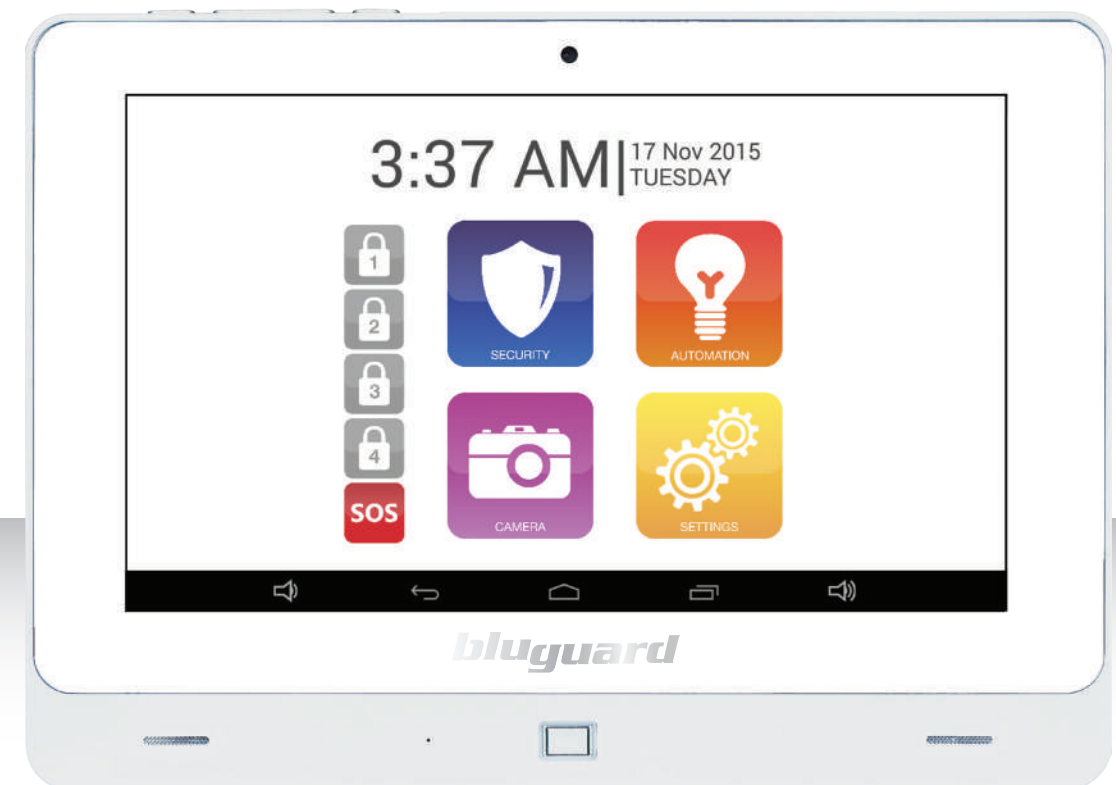 3:37 AM
17 Nov 2015
TUESDAY
1
2
3
4
SOS
SECURITY
AUTOMATION
CAMERA
SETTINGS
bluguard